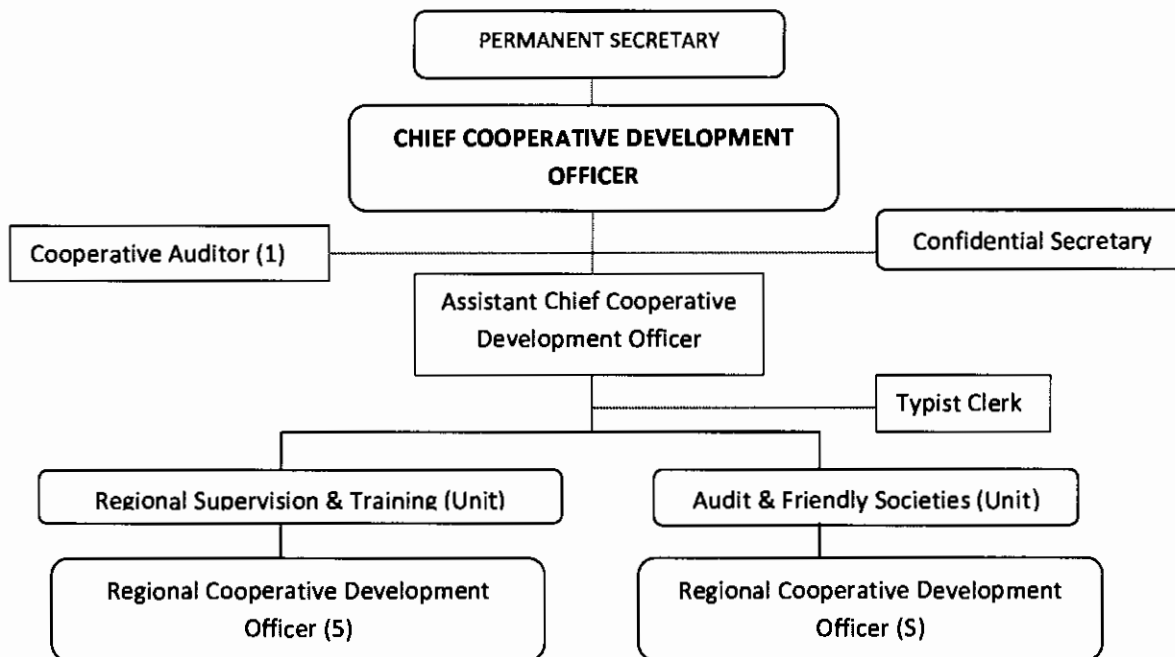 PERMANENT SECRETARY
CHIEF COOPERATIVE DEVELOPMENT
OFFICER
Cooperative Auditor (1)
Confidential Secretary
Assistant Chief Cooperative
Development Officer
Typist Clerk
Regional Supervision & Training (Unit)
Audit & Friendly Societies (Unit)
Regional Cooperative Development
Officer (5)
Regional Cooperative Development
Officer (S)